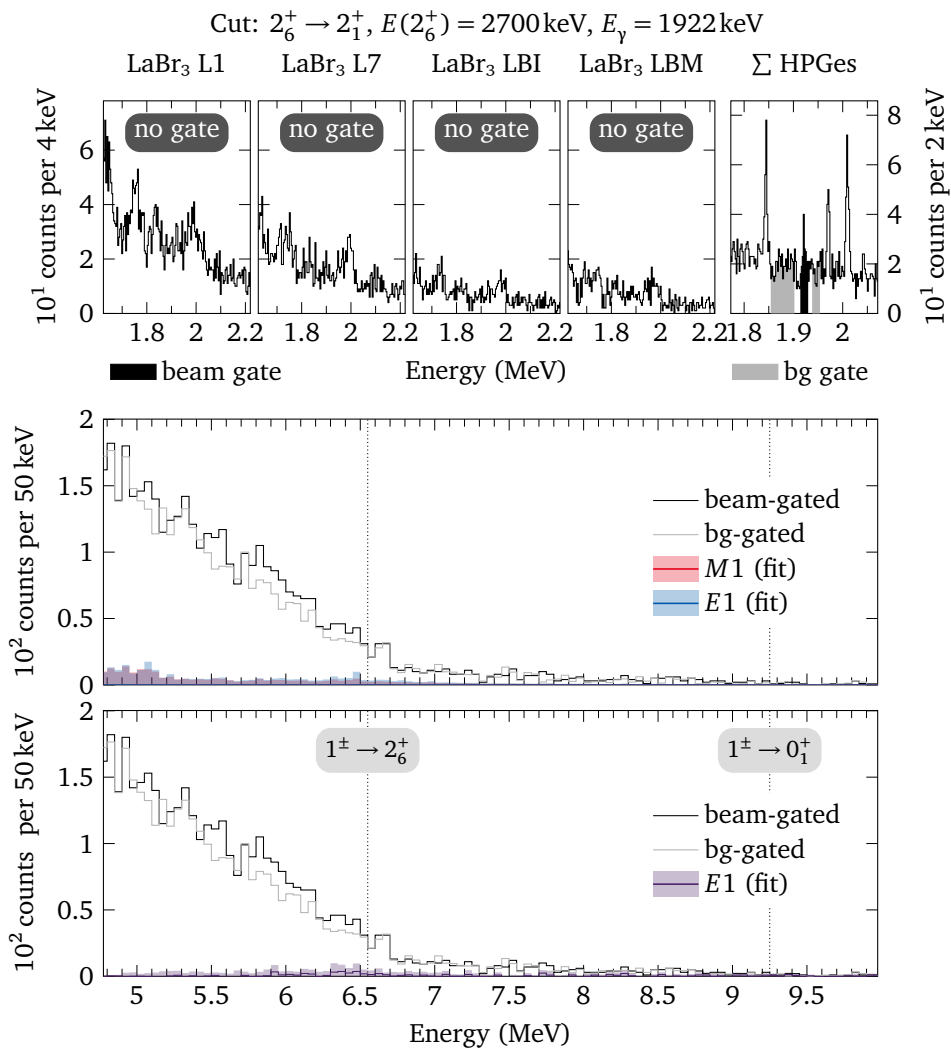 Cut: 2₆⁺ → 2₁⁺, E(2₆⁺) = 2700 keV, Eᵧ = 1922 keV
LaBr₃ L1 LaBr₃ L7 LaBr₃ LBI LaBr₃ LBM ∑ HPGes
no gate no gate no gate no gate
10¹ counts per 4 keV
0 2 4 6
10¹ counts per 2 keV
0 2 4 6 8
1.8 2 2.2 1.8 2 2.2 1.8 2 2.2 1.8 2 2.2 1.8 1.9 2
beam gate Energy (MeV) bg gate
10² counts per 50 keV
2
1.5
1
0.5
0
beam-gated
bg-gated
M1 (fit)
E1 (fit)
10² counts per 50 keV
2
1.5
1
0.5
0
1± → 2₆⁺ 1± → 0₁⁺
beam-gated
bg-gated
E1 (fit)
5 5.5 6 6.5 7 7.5 8 8.5 9 9.5
Energy (MeV)